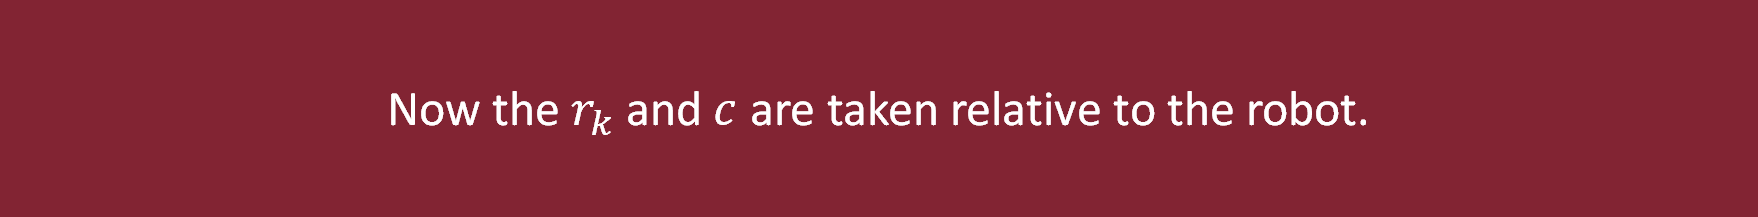 Now the $r_k$ and $c$ are taken relative to the robot.